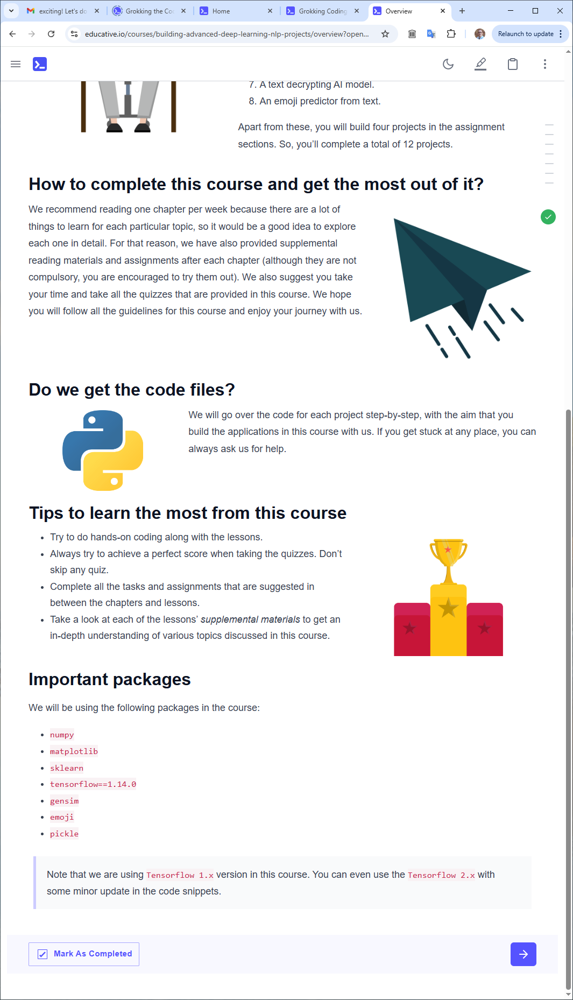 exciting! Let's do
Grokking the Co
Home
Grokking Coding
Overview
educative.io/courses/building-advanced-deep-learning-nlp-projects/overview?open...
Relaunch to update
7. A text decrypting AI model.
8. An emoji predictor from text.
Apart from these, you will build four projects in the assignment
sections. So, you’ll complete a total of 12 projects.
How to complete this course and get the most out of it?
We recommend reading one chapter per week because there are a lot of
things to learn for each particular topic, so it would be a good idea to explore
each one in detail. For that reason, we have also provided supplemental
reading materials and assignments after each chapter (although they are not
compulsory, you are encouraged to try them out). We also suggest you take
your time and take all the quizzes that are provided in this course. We hope
you will follow all the guidelines for this course and enjoy your journey with us.
Do we get the code files?
We will go over the code for each project step-by-step, with the aim that you
build the applications in this course with us. If you get stuck at any place, you can
always ask us for help.
Tips to learn the most from this course
• Try to do hands-on coding along with the lessons.
• Always try to achieve a perfect score when taking the quizzes. Don’t
skip any quiz.
• Complete all the tasks and assignments that are suggested in
between the chapters and lessons.
• Take a look at each of the lessons’ supplemental materials to get an
in-depth understanding of various topics discussed in this course.
Important packages
We will be using the following packages in the course:
• numpy
• matplotlib
• sklearn
• tensorflow==1.14.0
• gensim
• emoji
• pickle
Note that we are using Tensorflow 1.x version in this course. You can even use the Tensorflow 2.x with
some minor update in the code snippets.
Mark As Completed